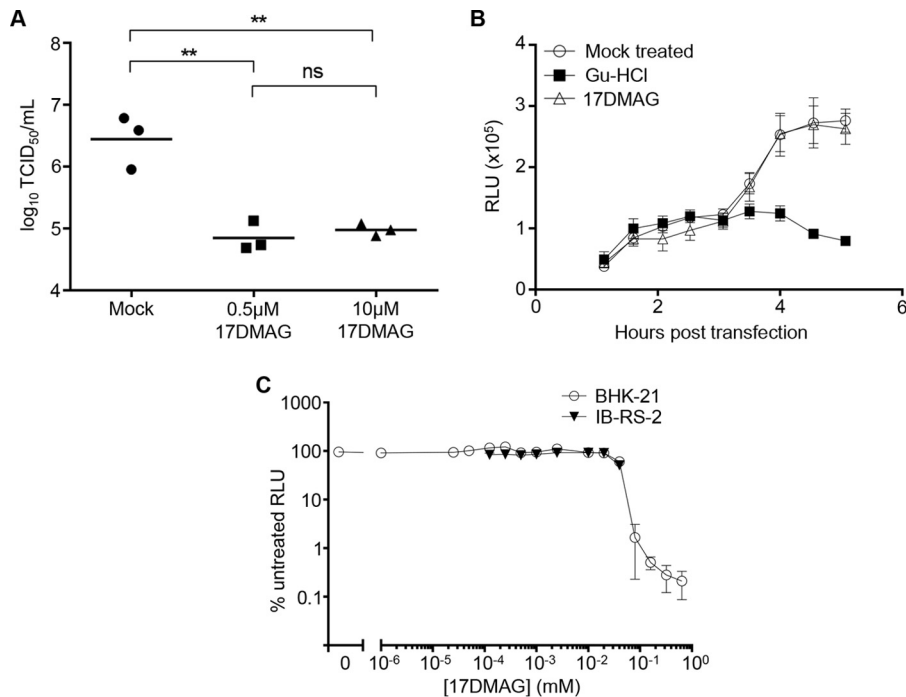 A
**
**
ns
8
7
6
5
4
log₁₀ TCID₅₀/mL
Mock
0.5µM
17DMAG
10µM
17DMAG
B
Mock treated
Gu-HCl
17DMAG
4
3
2
1
0
RLU (x10⁵)
0 2 4 6
Hours post transfection
C
BHK-21
IB-RS-2
1000
100
10
1
0.1
% untreated RLU
0 10⁻⁶ 10⁻⁵ 10⁻⁴ 10⁻³ 10⁻² 10⁻¹ 10⁰
[17DMAG] (mM)